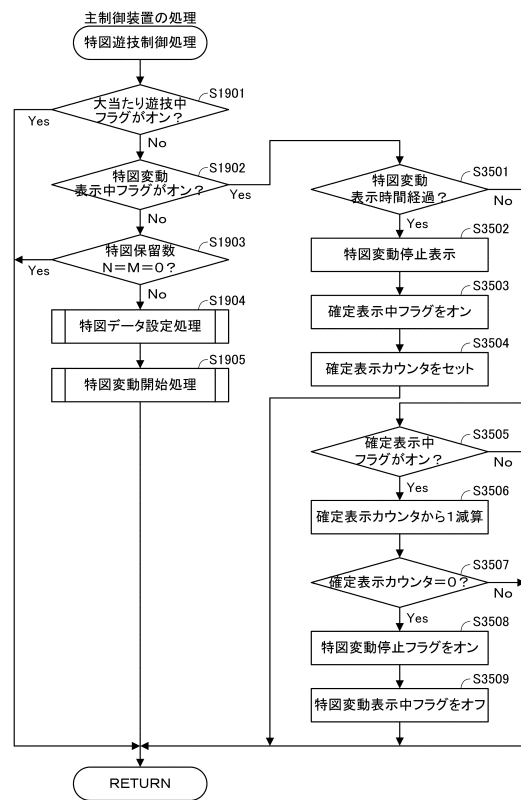 主制御装置の処理
特図遊技制御処理
S1901
大当たり遊技中
フラグがオン？
Yes
No
S1902
特図変動
表示中フラグがオン？
Yes
No
S1903
特図保留数
N＝M＝0？
Yes
No
S1904
特図データ設定処理
S1905
特図変動開始処理
S3501
特図変動
表示時間経過？
No
Yes
S3502
特図変動停止表示
S3503
確定表示中フラグをオン
S3504
確定表示カウンタをセット
S3505
確定表示中
フラグがオン？
No
Yes
S3506
確定表示カウンタから1減算
S3507
確定表示カウンタ＝0？
No
Yes
S3508
特図変動停止フラグをオン
S3509
特図変動表示中フラグをオフ
RETURN